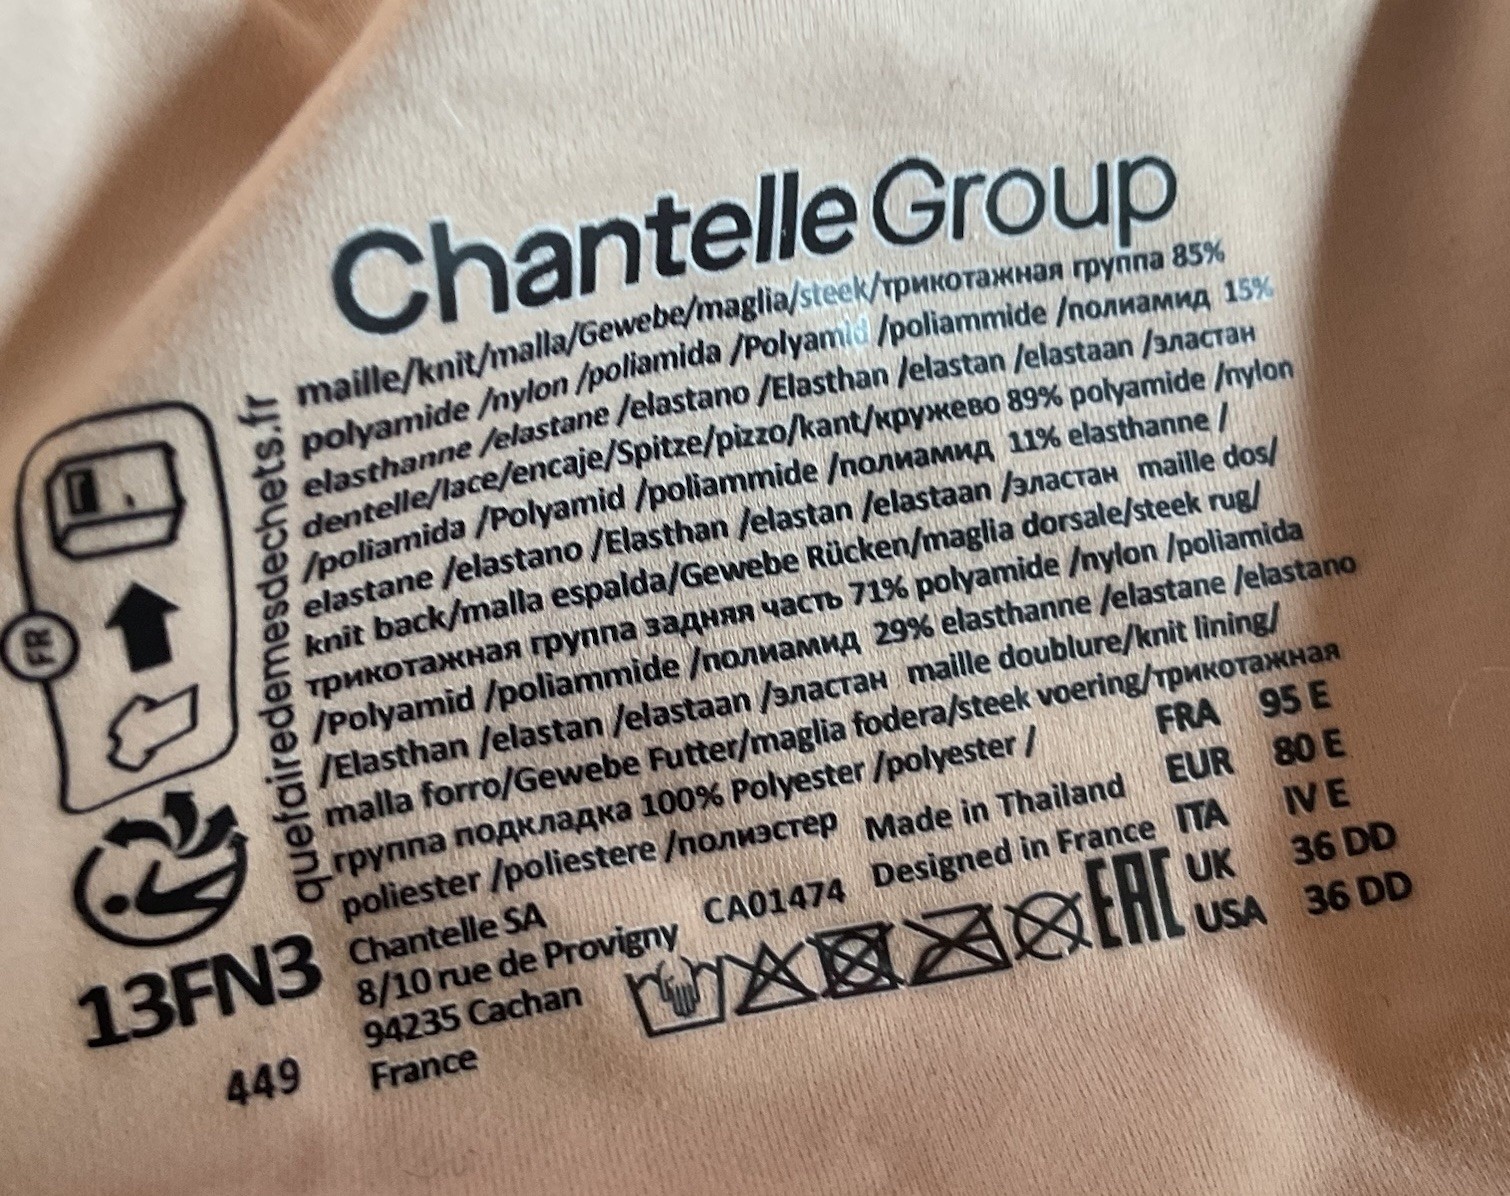 Chantelle Group
maille/knit/malla/Gewebe/maglia/steek/трикотажная группа 85%
polyamide /nylon /poliamida /Polyamid /poliammide /полиамид 15%
elasthanne /elastane /elastano /Elasthan /elastan /elastaan /эластан
dentelle/lace/encaje/Spitze/pizzo/kant/кружево 89% polyamide /nylon
/poliamida /Polyamid /poliammide /полиамид 11% elasthanne /
elastane /elastano /Elasthan /elastan /elastaan /эластан maille dos/
knit back/malla espalda/Gewebe Rücken/maglia dorsale/steek rug/
трикотажная группа задняя часть 71% polyamide /nylon /poliamida
/Polyamid /poliammide /полиамид 29% elasthanne /elastane /elastano
/Elasthan /elastan /elastaan /эластан maille doublure/knit lining/
malla forro/Gewebe Futter/maglia fodera/steek voering/трикотажная
группа подкладка 100% Polyester /polyester /
poliester /poliestere /полиэстер
Made in Thailand
Designed in France
FRA 95 E
EUR 80 E
ITA IV E
UK 36 DD
USA 36 DD
EAC
CA01474
Chantelle SA
8/10 rue de Provigny
94235 Cachan
France
quefairedemesdechets.fr
FR
13FN3
449